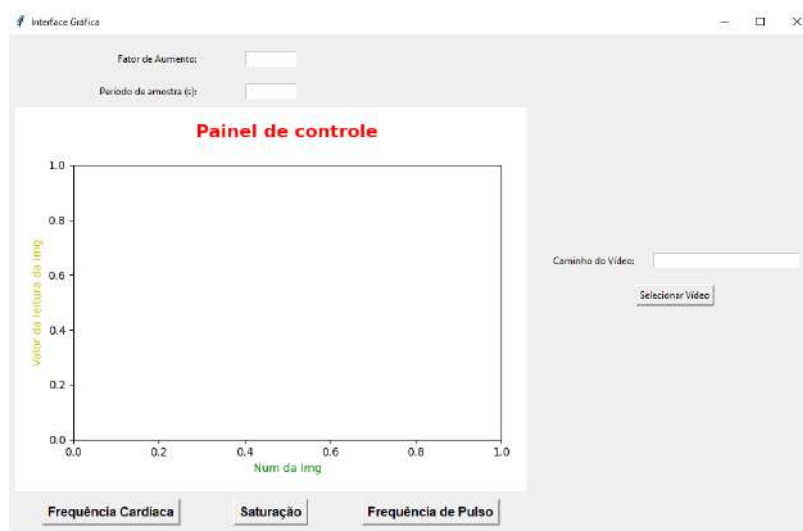 Interface Gráfica
Fator de Aumento:
Período de amostra (s):
Painel de controle
1.0
0.8
0.6
0.4
0.2
0.0
Valor da leitura da img
0.0 0.2 0.4 0.6 0.8 1.0
Num da Img
Caminho do Vídeo:
Selecionar Vídeo
Frequência Cardíaca Saturação Frequência de Pulso